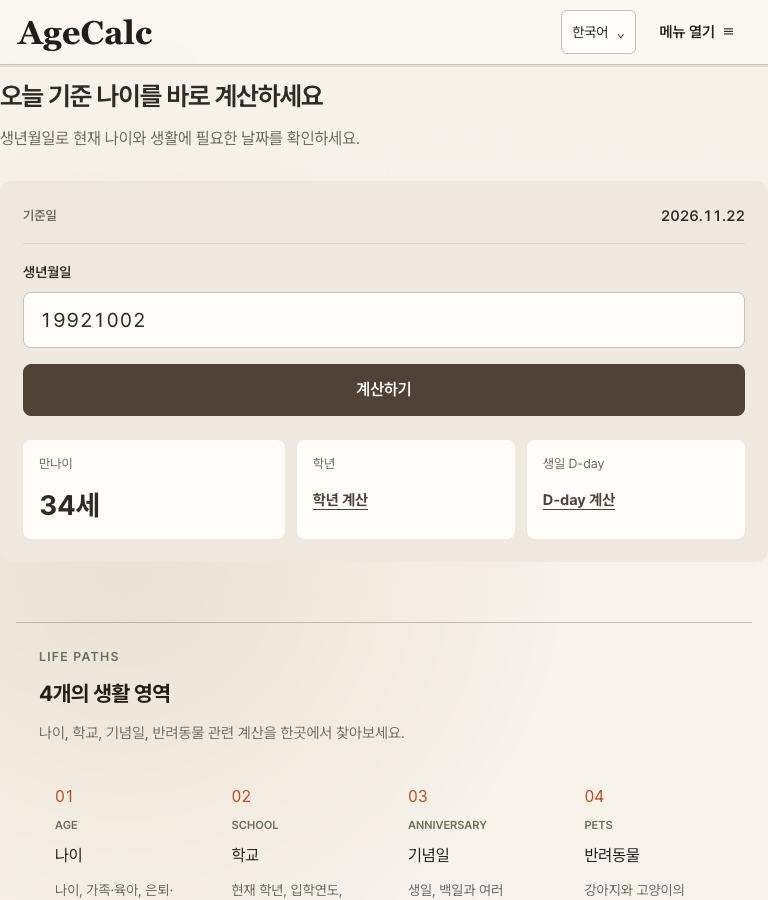 AgeCalc
한국어
메뉴 열기
오늘 기준 나이를 바로 계산하세요
생년월일로 현재 나이와 생활에 필요한 날짜를 확인하세요.
기준일
2026.11.22
생년월일
19921002
계산하기
만나이
34세
학년
학년 계산
생일 D-day
D-day 계산
LIFE PATHS
4개의 생활 영역
나이, 학교, 기념일, 반려동물 관련 계산을 한곳에서 찾아보세요.
01
AGE
나이
나이, 가족·육아, 은퇴·
02
SCHOOL
학교
현재 학년, 입학연도,
03
ANNIVERSARY
기념일
생일, 백일과 여러
04
PETS
반려동물
강아지와 고양이의